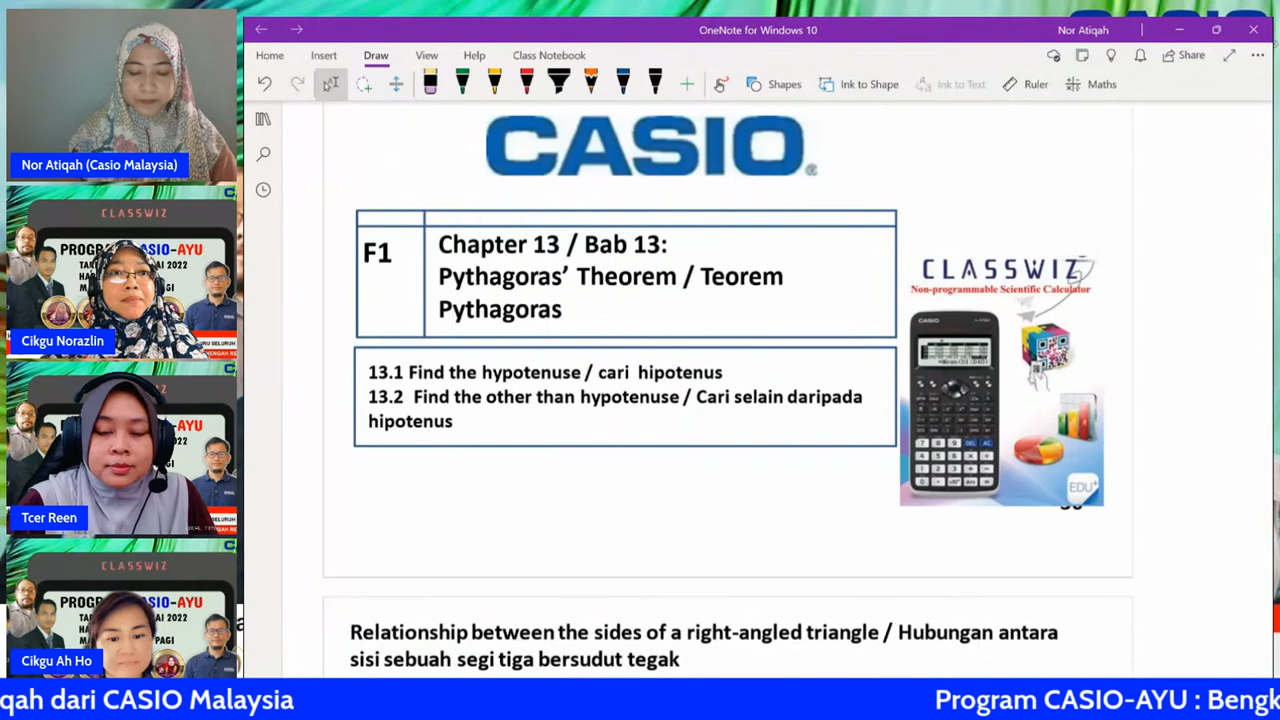 OneNote for Windows 10
Nor Atiqah
Home
Insert
Draw
View
Help
Class Notebook
Share
Shapes
Ink to Shape
Ink to Text
Ruler
Maths
CASIO
F1
Chapter 13 / Bab 13:
Pythagoras’ Theorem / Teorem
Pythagoras
13.1 Find the hypotenuse / cari hipotenus
13.2 Find the other than hypotenuse / Cari selain daripada
hipotenus
CLASSWIZ
Non-programmable Scientific Calculator
CASIO
EDU+
Relationship between the sides of a right-angled triangle / Hubungan antara
sisi sebuah segi tiga bersudut tegak
Nor Atiqah (Casio Malaysia)
CLASSWIZ
Cikgu Norazlin
Tcer Reen
CLASSWIZ
Cikgu Ah Ho
qah dari CASIO Malaysia
Program CASIO-AYU : Bengk